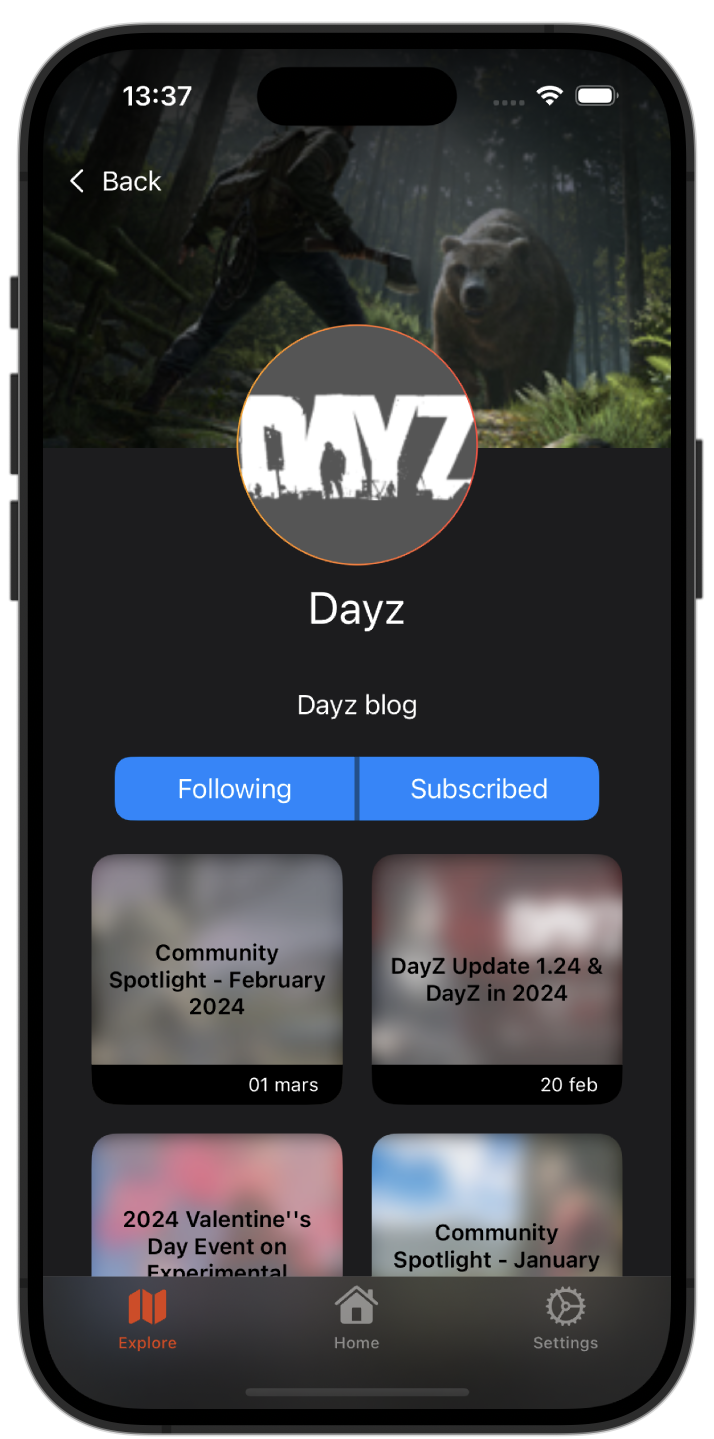 13:37
Back
DAYZ
Dayz
Dayz blog
Following
Subscribed
Community
Spotlight - February
2024
01 mars
DayZ Update 1.24 &
DayZ in 2024
20 feb
2024 Valentine''s
Day Event on
Experimental
Community
Spotlight - January
Explore
Home
Settings